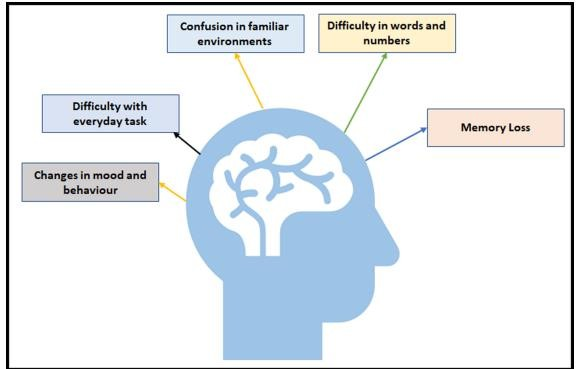 Confusion in familiar
environments
Difficulty in words and
numbers
Difficulty with
everyday task
Memory Loss
Changes in mood and
behaviour